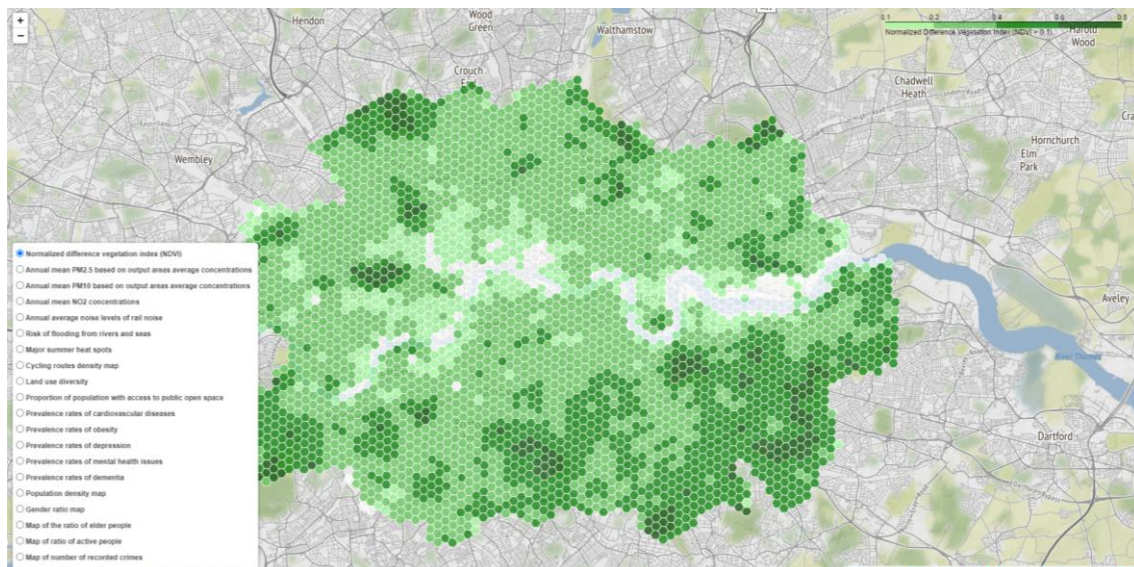 +
−
Hendon
Wood
Green
Walthamstow
0.1 0.2 0.4 0.6 0.8
Normalized Difference Vegetation Index (NDVI > 0.1)
Harold
Wood
Crouch
Chadwell
Heath
Wembley
Hornchurch
Elm
Park
Normalized difference vegetation index (NDVI)
Annual mean PM2.5 based on output areas average concentrations
Annual mean PM10 based on output areas average concentrations
Annual mean NO2 concentrations
Annual average noise levels of rail noise
Aveley
Risk of flooding from rivers and seas
Major summer heat spots
River Thames
Cycling routes density map
Land use diversity
Proportion of population with access to public open space
Prevalence rates of cardiovascular diseases
Prevalence rates of obesity
Dartford
Prevalence rates of depression
Prevalence rates of mental health issues
Prevalence rates of dementia
Population density map
Gender ratio map
Map of the ratio of elder people
Map of ratio of active people
Map of number of recorded crimes